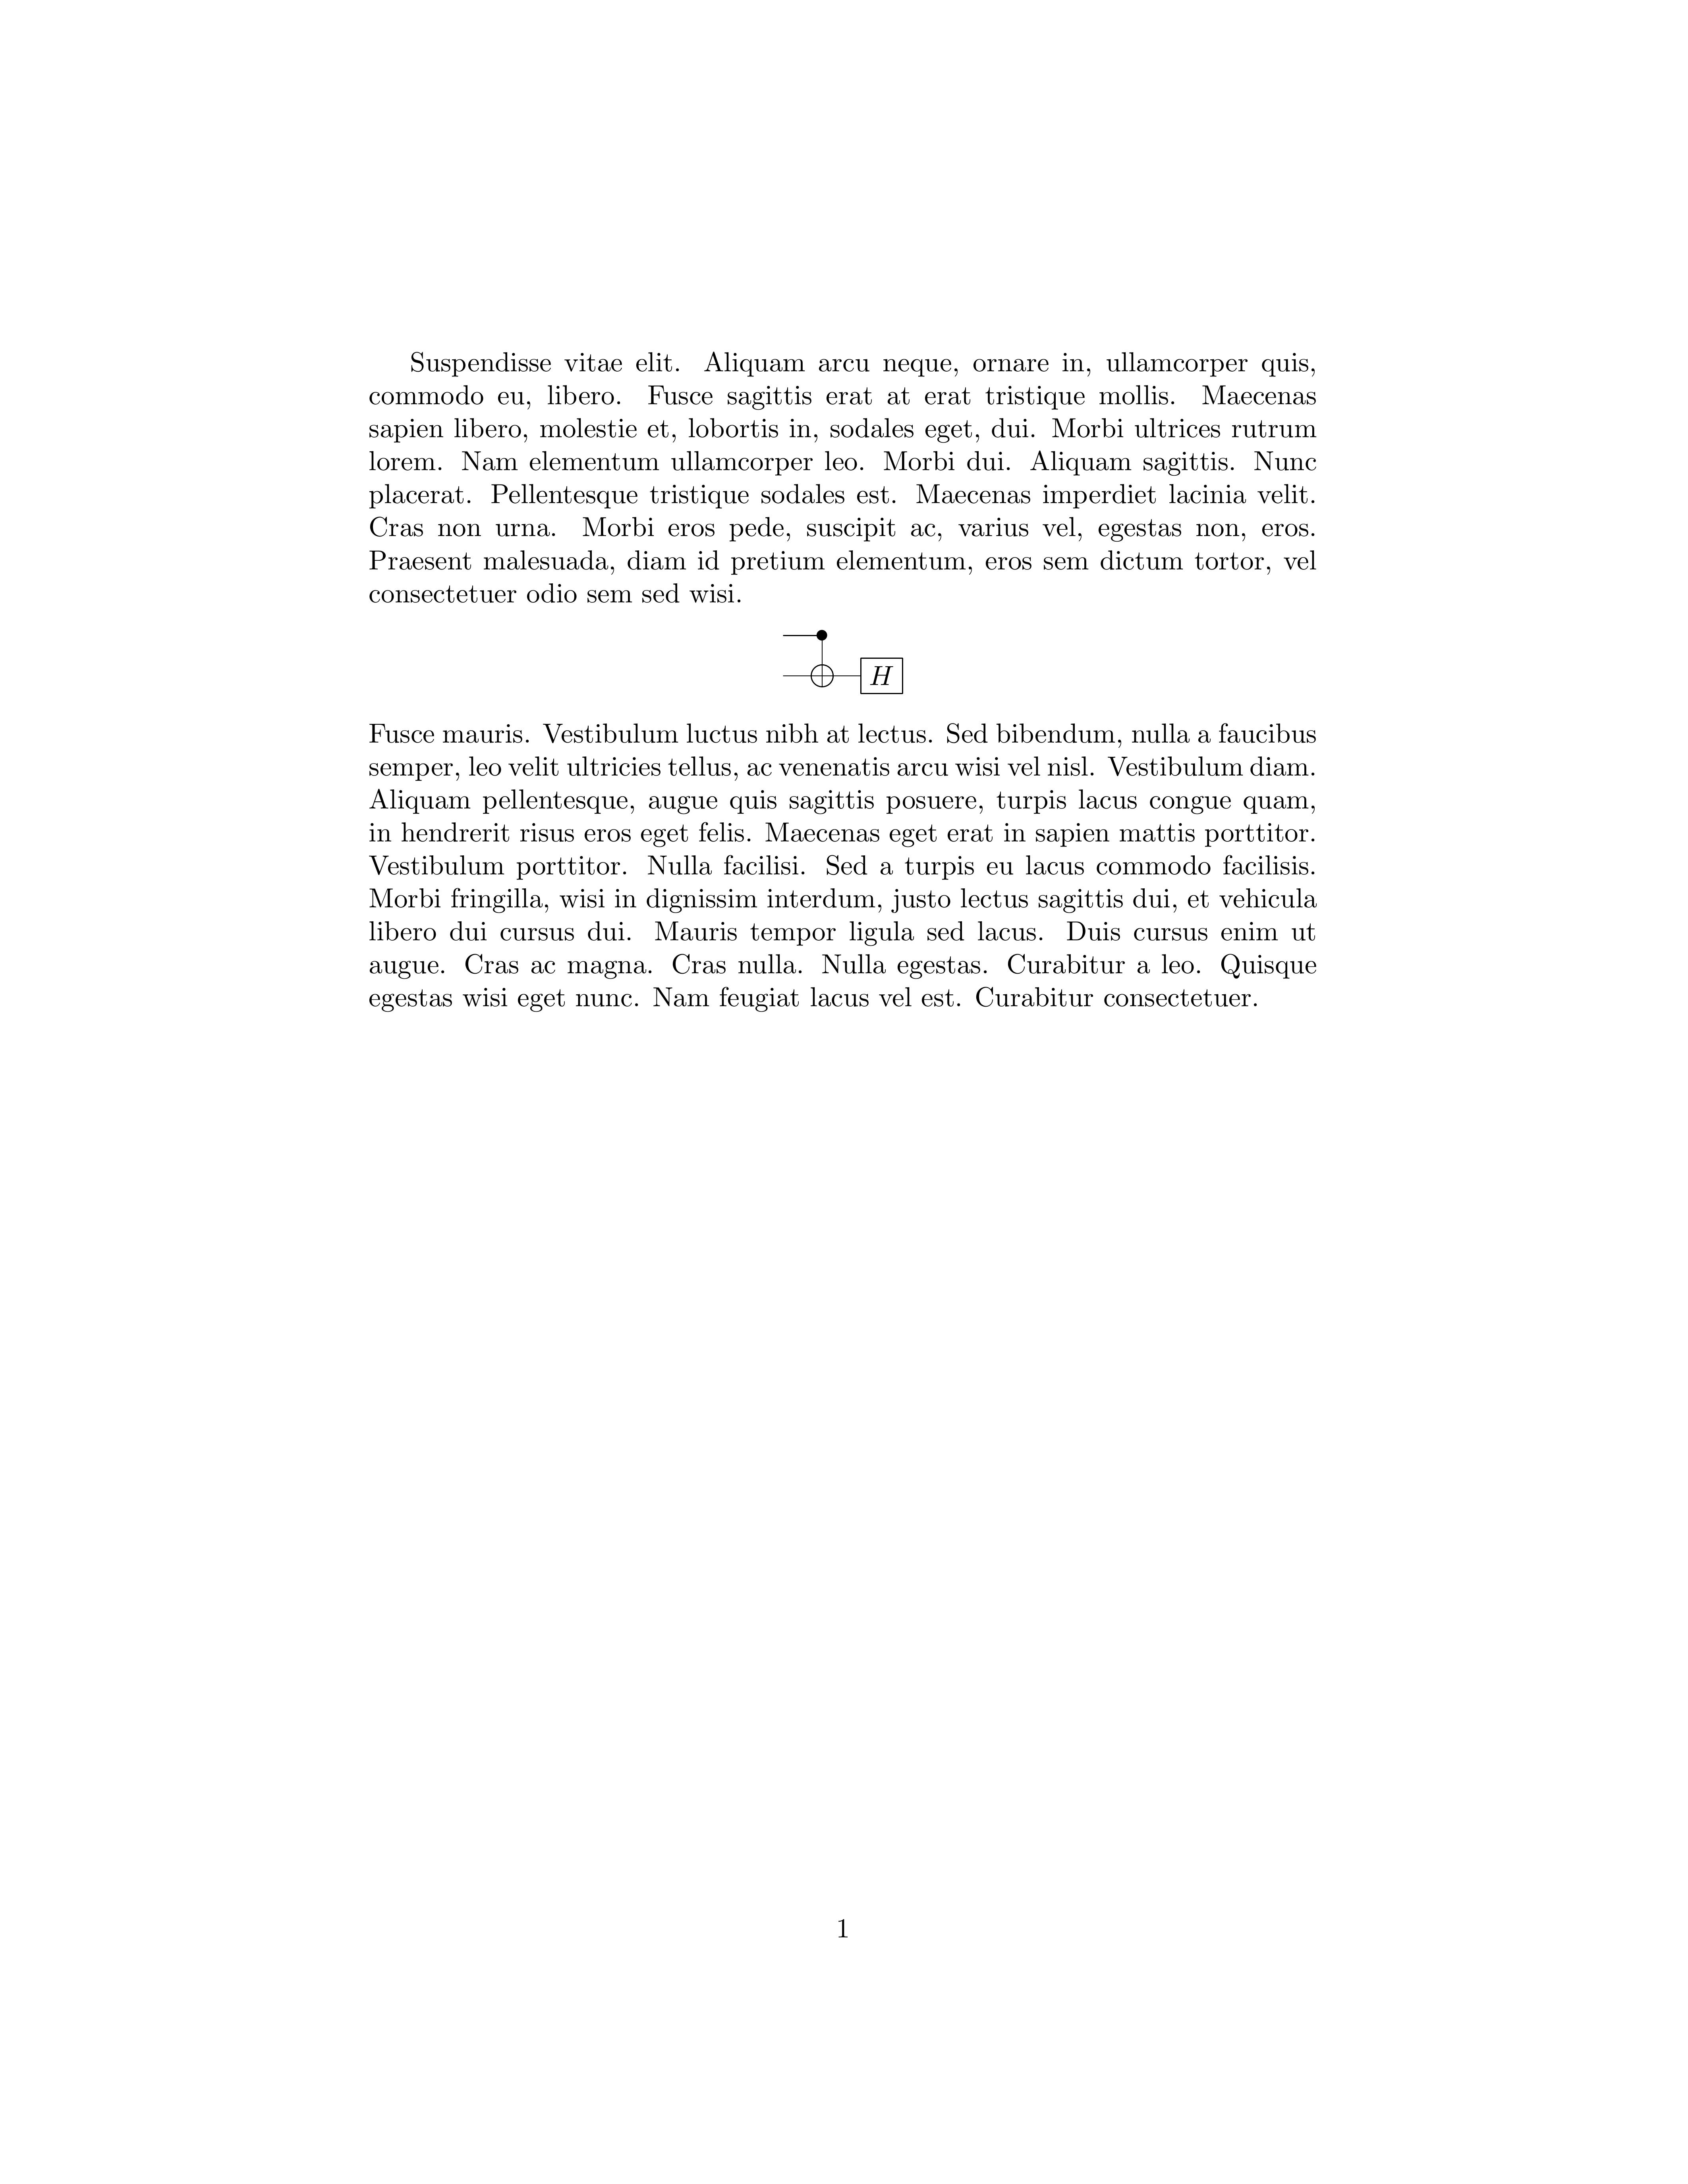 Suspendisse vitae elit. Aliquam arcu neque, ornare in, ullamcorper quis,
commodo eu, libero. Fusce sagittis erat at erat tristique mollis. Maecenas
sapien libero, molestie et, lobortis in, sodales eget, dui. Morbi ultrices rutrum
lorem. Nam elementum ullamcorper leo. Morbi dui. Aliquam sagittis. Nunc
placerat. Pellentesque tristique sodales est. Maecenas imperdiet lacinia velit.
Cras non urna. Morbi eros pede, suscipit ac, varius vel, egestas non, eros.
Praesent malesuada, diam id pretium elementum, eros sem dictum tortor, vel
consectetuer odio sem sed wisi.
H
Fusce mauris. Vestibulum luctus nibh at lectus. Sed bibendum, nulla a faucibus
semper, leo velit ultricies tellus, ac venenatis arcu wisi vel nisl. Vestibulum diam.
Aliquam pellentesque, augue quis sagittis posuere, turpis lacus congue quam,
in hendrerit risus eros eget felis. Maecenas eget erat in sapien mattis porttitor.
Vestibulum porttitor. Nulla facilisi. Sed a turpis eu lacus commodo facilisis.
Morbi fringilla, wisi in dignissim interdum, justo lectus sagittis dui, et vehicula
libero dui cursus dui. Mauris tempor ligula sed lacus. Duis cursus enim ut
augue. Cras ac magna. Cras nulla. Nulla egestas. Curabitur a leo. Quisque
egestas wisi eget nunc. Nam feugiat lacus vel est. Curabitur consectetuer.
1